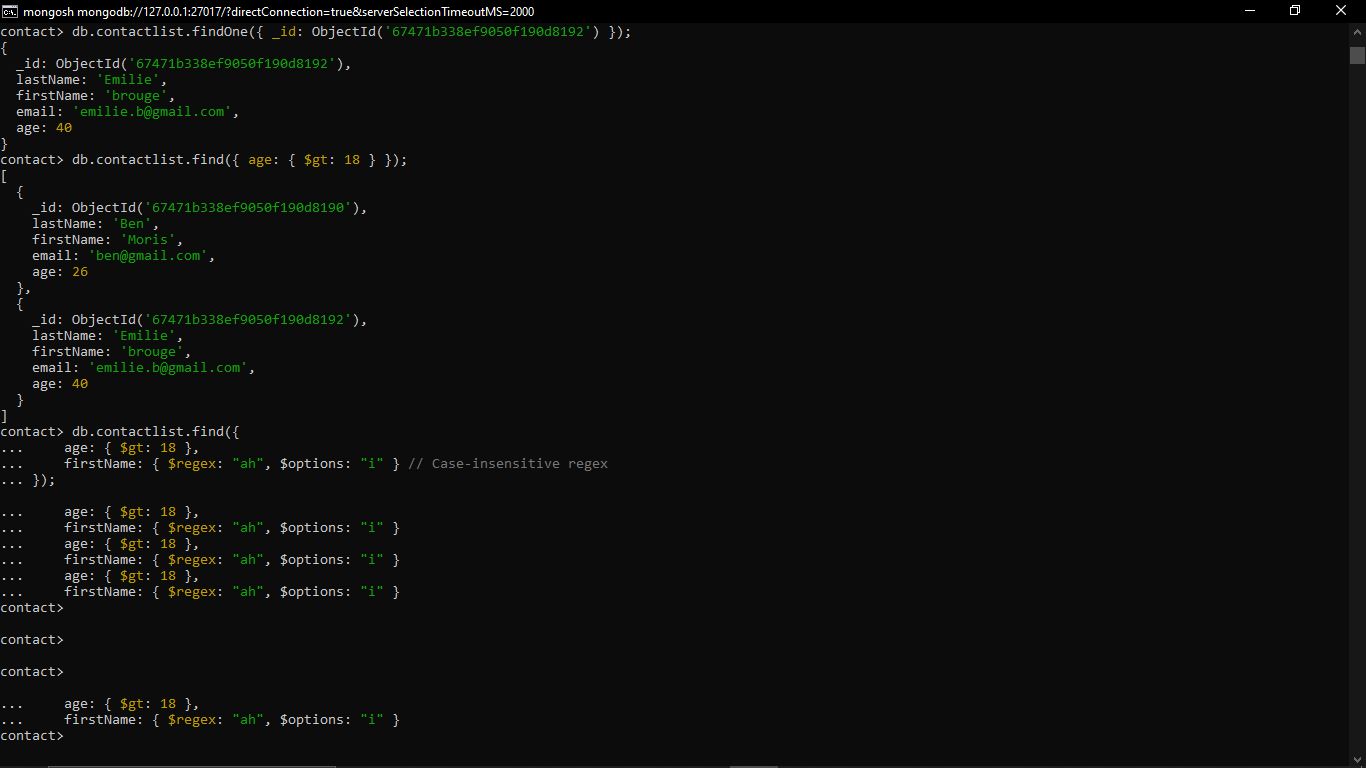 mongosh mongodb://127.0.0.1:27017/?directConnection=true&serverSelectionTimeoutMS=2000
contact> db.contactlist.findOne({ _id: ObjectId('67471b338ef9050f190d8192') });
{
  _id: ObjectId('67471b338ef9050f190d8192'),
  lastName: 'Emilie',
  firstName: 'brouge',
  email: 'emilie.b@gmail.com',
  age: 40
}
contact> db.contactlist.find({ age: { $gt: 18 } });
[
  {
    _id: ObjectId('67471b338ef9050f190d8190'),
    lastName: 'Ben',
    firstName: 'Moris',
    email: 'ben@gmail.com',
    age: 26
  },
  {
    _id: ObjectId('67471b338ef9050f190d8192'),
    lastName: 'Emilie',
    firstName: 'brouge',
    email: 'emilie.b@gmail.com',
    age: 40
  }
]
contact> db.contactlist.find({
...     age: { $gt: 18 },
...     firstName: { $regex: "ah", $options: "i" } // Case-insensitive regex
... });
...     age: { $gt: 18 },
...     firstName: { $regex: "ah", $options: "i" }
...     age: { $gt: 18 },
...     firstName: { $regex: "ah", $options: "i" }
...     age: { $gt: 18 },
...     firstName: { $regex: "ah", $options: "i" }
contact>
contact>
contact>
...     age: { $gt: 18 },
...     firstName: { $regex: "ah", $options: "i" }
contact>